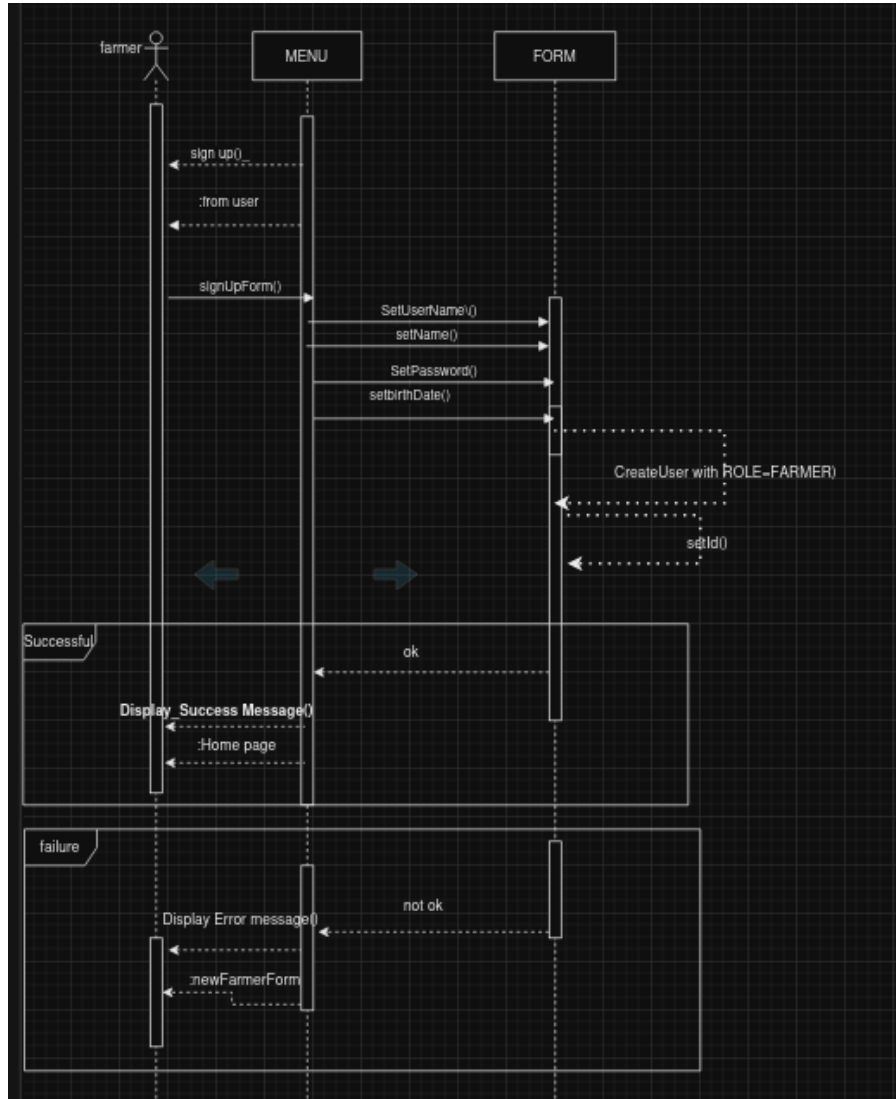 farmer
MENU
FORM
sign up()_
:from user
signUpForm()
SetUserName\()
setName()
SetPassword()
setbirthDate()
CreateUser with ROLE=FARMER)
setId()
Successful
ok
Display_Success Message()
:Home page
failure
not ok
Display Error message()
:newFarmerForm